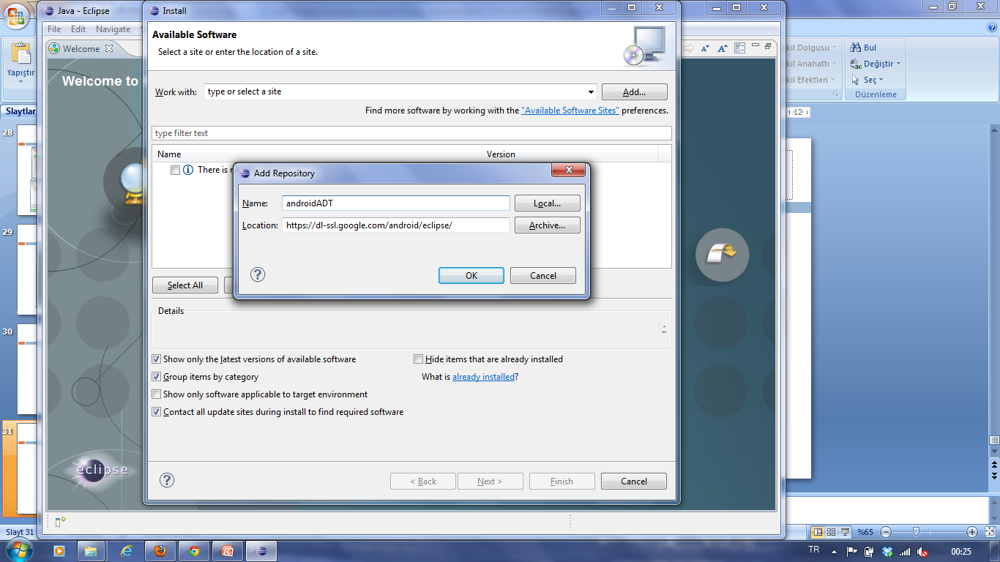 Java - Eclipse
Install
File Edit Navigate
Welcome
Available Software
Select a site or enter the location of a site.
Welcome to
Work with: type or select a site Add...
Find more software by working with the "Available Software Sites" preferences.
type filter text
Name Version
There is
Add Repository
Name: androidADT Local...
Location: https://dl-ssl.google.com/android/eclipse/ Archive...
OK Cancel
Select All
Details
Show only the latest versions of available software Hide items that are already installed
Group items by category What is already installed?
Show only software applicable to target environment
Contact all update sites during install to find required software
eclipse
< Back Next > Finish Cancel
Yapıştır
Slaytlar
28
29
30
31
Slayt 31
kil Dolgusu Bul
kil Anahattı Değiştir
kil Efektleri Seç
Düzenleme
12
%65
TR 00:25